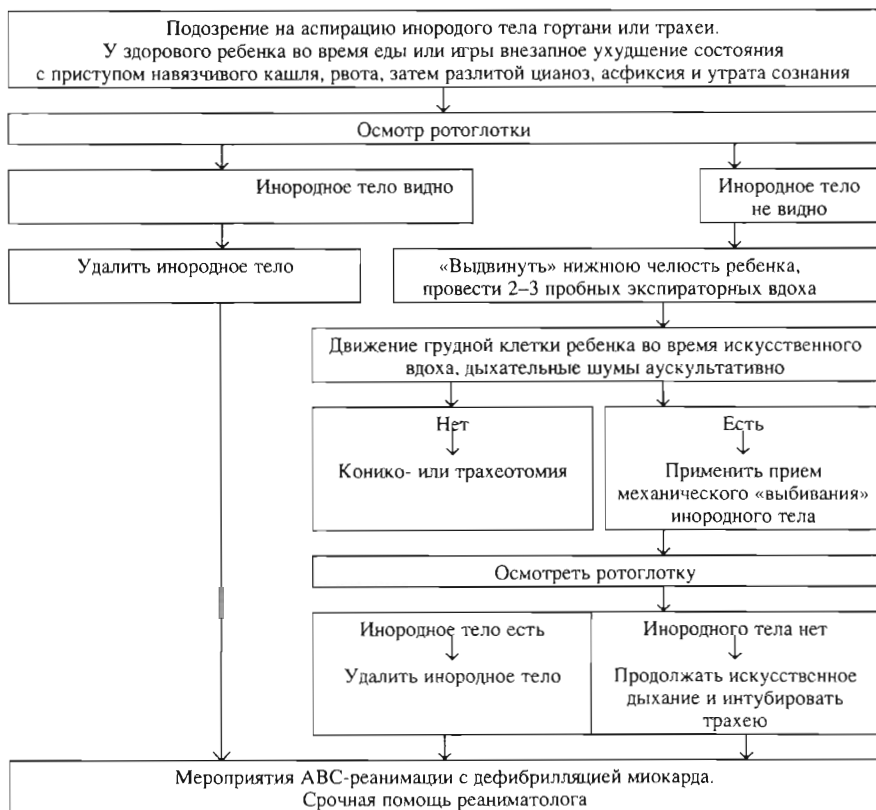 Подозрение на аспирацию инородого тела гортани или трахеи.
У здорового ребенка во время еды или игры внезапное ухудшение состояния
с приступом навязчивого кашля, рвота, затем разлитой цианоз, асфиксия и утрата сознания
Осмотр ротоглотки
Инородное тело видно
Инородное тело
не видно
Удалить инородное тело
«Выдвинуть» нижнюю челюсть ребенка,
провести 2–3 пробных экспираторных вдоха
Движение грудной клетки ребенка во время искусственного
вдоха, дыхательные шумы аускультативно
Нет
Конико- или трахеотомия
Есть
Применить прием
механического «выбивания»
инородного тела
Осмотреть ротоглотку
Инородное тело есть
Удалить инородное тело
Инородного тела нет
Продолжать искусственное
дыхание и интубировать
трахею
Мероприятия АВС-реанимации с дефибрилляцией миокарда.
Срочная помощь реаниматолога